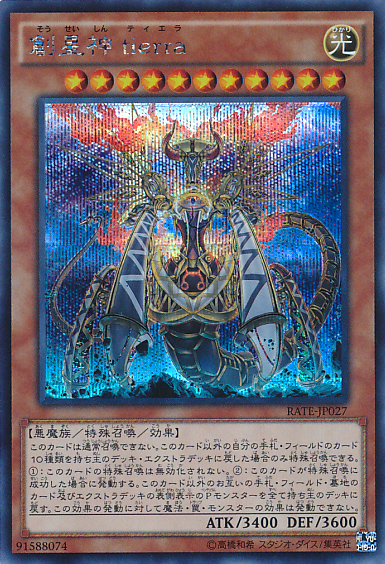 そうせいしん ティエラ
創星神 tierra
ひかり
光
RATE-JP027
【悪魔族／特殊召喚／効果】
このカードは通常召喚できない。このカード以外の自分の手札・フィールドのカード
10種類を持ち主のデッキ・エクストラデッキに戻した場合のみ特殊召喚できる。
①：このカードの特殊召喚は無効化されない。②：このカードが特殊召喚に
成功した場合に発動する。このカード以外のお互いの手札・フィールド・墓地の
カード及びエクストラデッキの表側表示のPモンスターを全て持ち主のデッキに
戻す。この効果の発動に対して魔法・罠・モンスターの効果は発動できない。
ATK/3400 DEF/3600
91588074
©高橋和希 スタジオ・ダイス/集英社